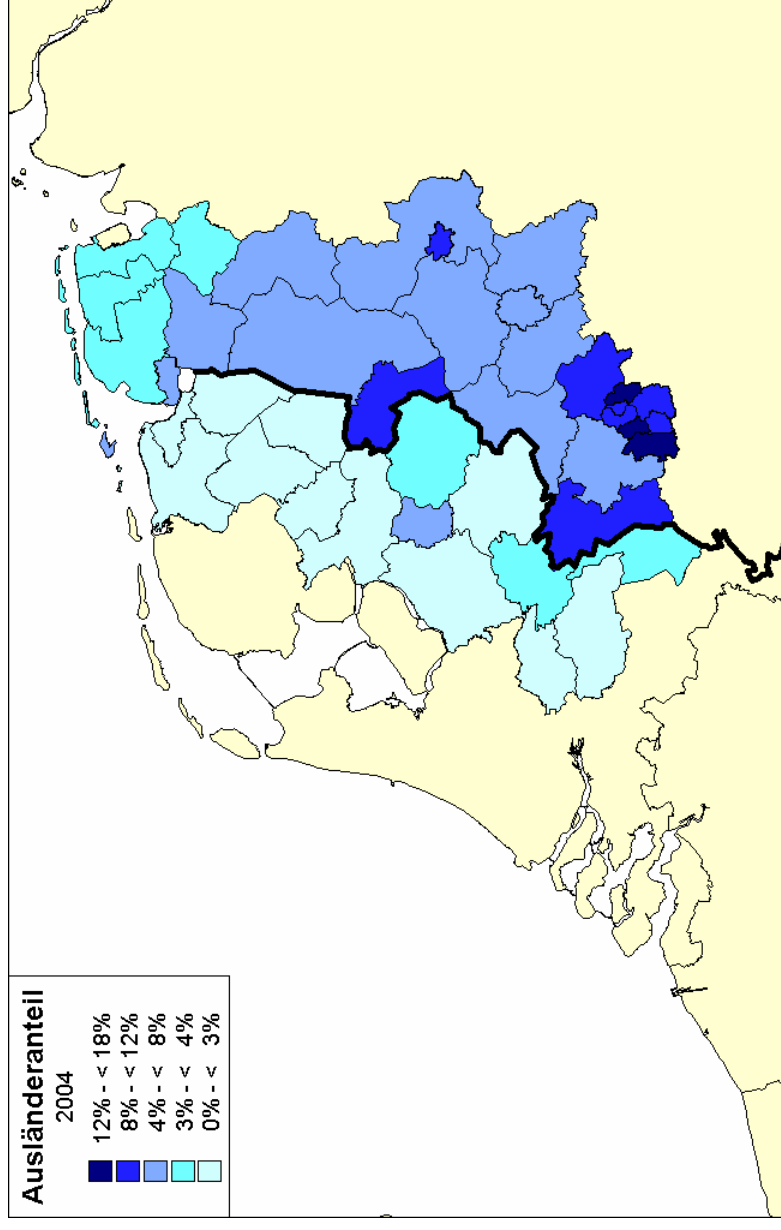 Ausländeranteil
2004
12% - < 18%
8% - < 12%
4% - < 8%
3% - < 4%
0% - < 3%